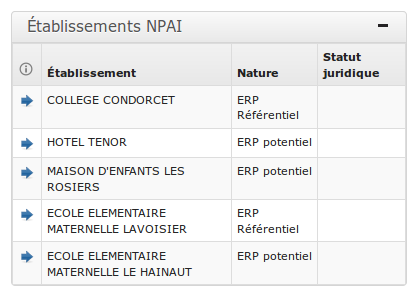 Établissements NPAI
Établissement Nature Statut juridique
COLLEGE CONDORCET ERP Référentiel
HOTEL TENOR ERP potentiel
MAISON D'ENFANTS LES ROSIERS ERP potentiel
ECOLE ELEMENTAIRE MATERNELLE LAVOISIER ERP Référentiel
ECOLE ELEMENTAIRE MATERNELLE LE HAINAUT ERP potentiel